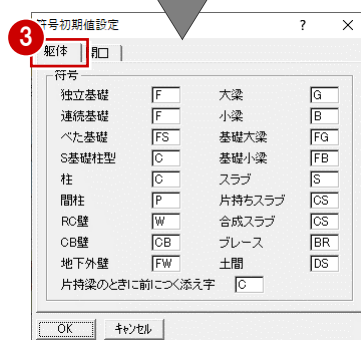 符号初期値設定 ? ×
3
躯体 開口
符号
独立基礎 F 大梁 G
連続基礎 F 小梁 B
べた基礎 FS 基礎大梁 FG
S基礎柱型 C 基礎小梁 FB
柱 C スラブ S
間柱 P 片持ちスラブ CS
RC壁 W 合成スラブ CS
CB壁 CB ブレース BR
地下外壁 FW 土間 DS
片持梁のときに前につく添え字 C
OK キャンセル